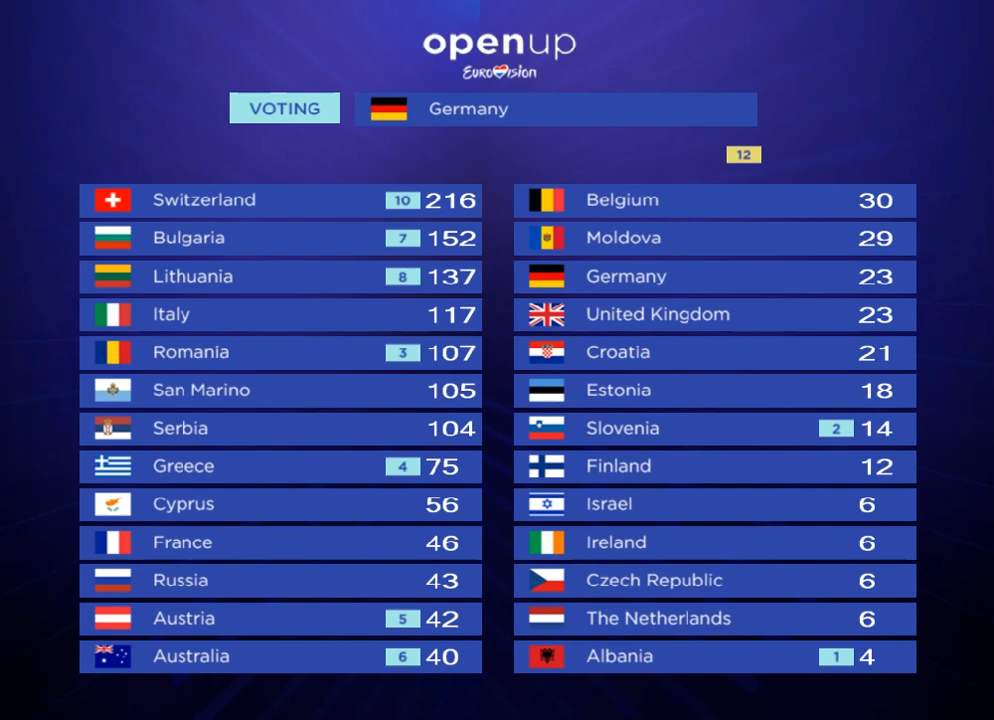 openup
EUROVISION
VOTING Germany
12
Switzerland 10 216
Bulgaria 7 152
Lithuania 8 137
Italy 117
Romania 3 107
San Marino 105
Serbia 104
Greece 4 75
Cyprus 56
France 46
Russia 43
Austria 5 42
Australia 6 40
Belgium 30
Moldova 29
Germany 23
United Kingdom 23
Croatia 21
Estonia 18
Slovenia 2 14
Finland 12
Israel 6
Ireland 6
Czech Republic 6
The Netherlands 6
Albania 1 4